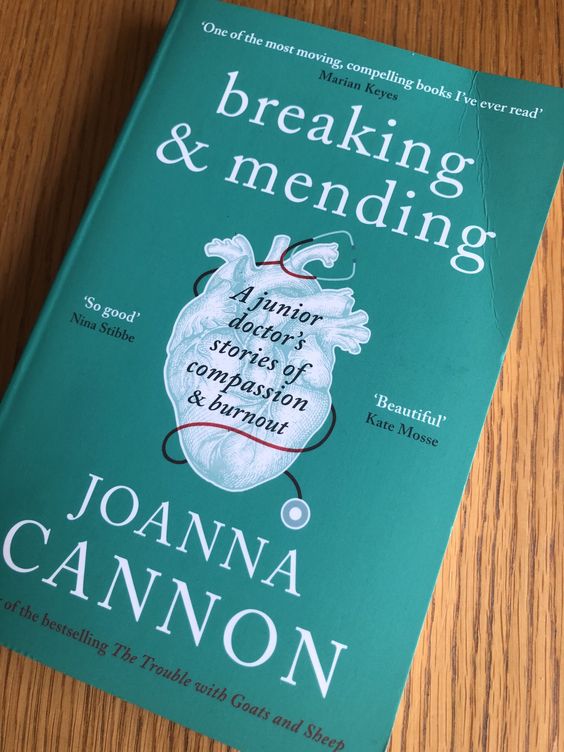 ‘One of the most moving, compelling books I’ve ever read’
Marian Keyes
breaking
& mending
A junior
doctor’s
stories of
compassion
& burnout
‘So good’
Nina Stibbe
‘Beautiful’
Kate Mosse
JOANNA
CANNON
of the bestselling The Trouble with Goats and Sheep